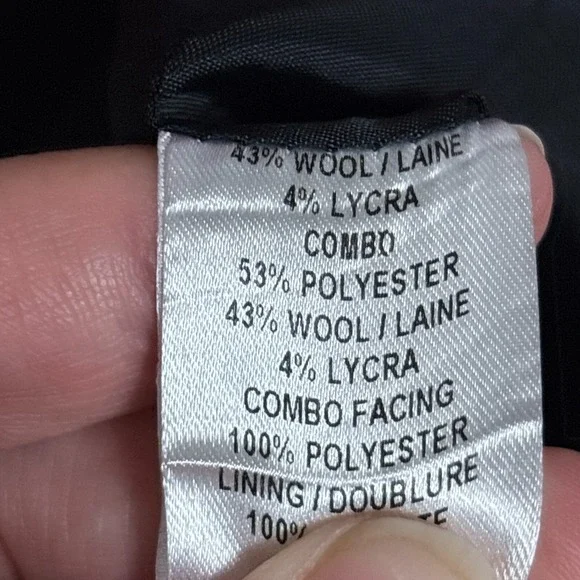 43% WOOL / LAINE
4% LYCRA
COMBO
53% POLYESTER
43% WOOL / LAINE
4% LYCRA
COMBO FACING
100% POLYESTER
LINING / DOUBLURE
100%